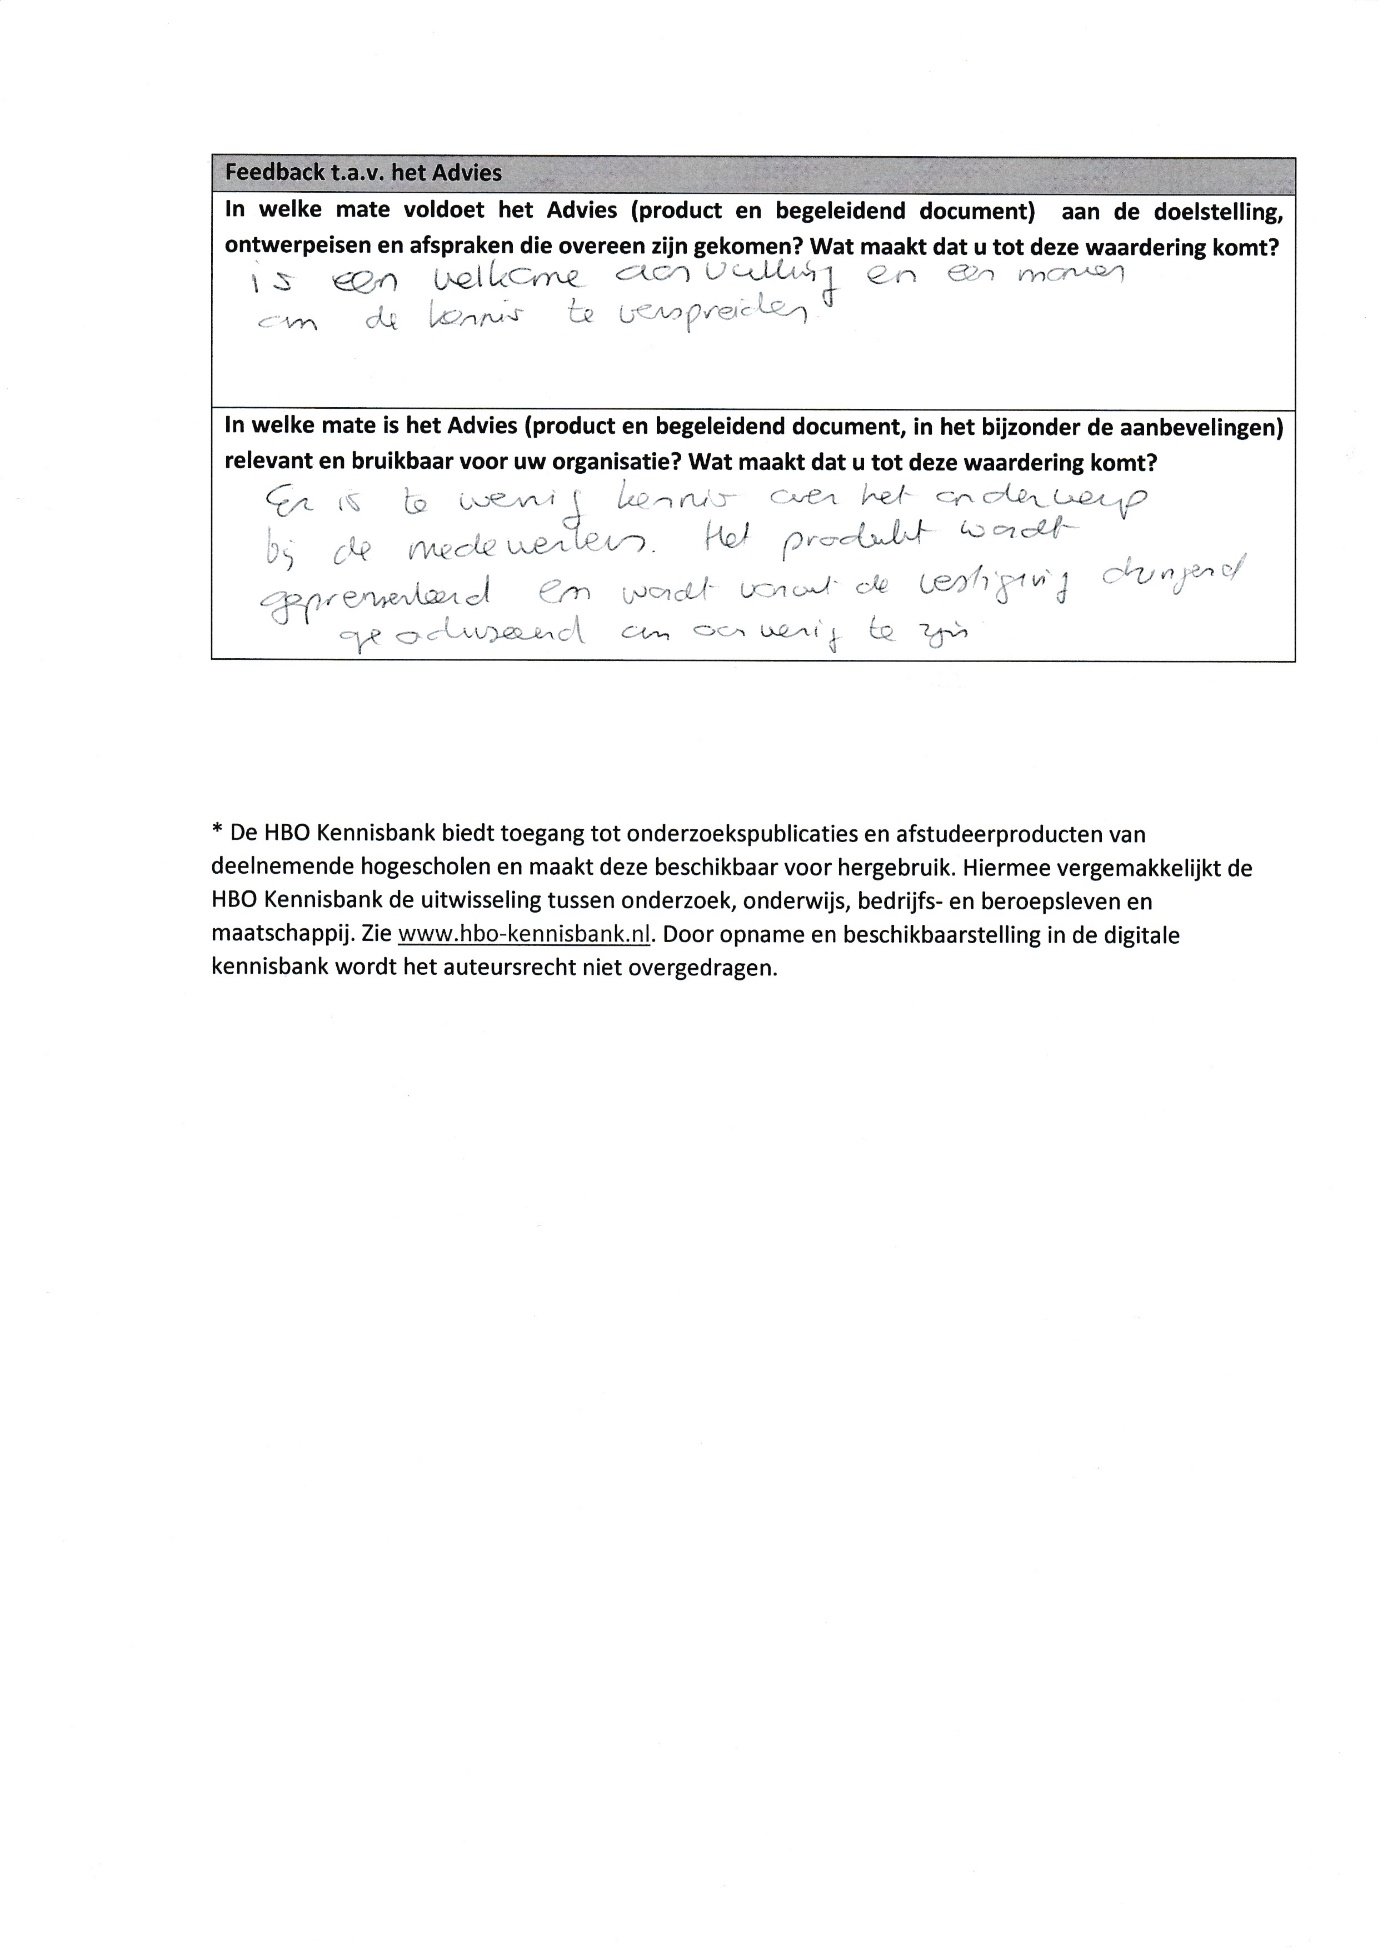 Feedback t.a.v. het Advies
In welke mate voldoet het Advies (product en begeleidend document) aan de doelstelling,
ontwerpeisen en afspraken die overeen zijn gekomen? Wat maakt dat u tot deze waardering komt?
is een welkome aanvulling en een manier
om de kennis te verspreiden
In welke mate is het Advies (product en begeleidend document, in het bijzonder de aanbevelingen)
relevant en bruikbaar voor uw organisatie? Wat maakt dat u tot deze waardering komt?
Er is te weinig kennis over het onderwerp
bij de medewerkers. Het produkt wordt
gepresenteerd en wordt vanuit de vestiging dringend
geadviseerd om aanwezig te zijn
* De HBO Kennisbank biedt toegang tot onderzoekspublicaties en afstudeerproducten van
deelnemende hogescholen en maakt deze beschikbaar voor hergebruik. Hiermee vergemakkelijkt de
HBO Kennisbank de uitwisseling tussen onderzoek, onderwijs, bedrijfs- en beroepsleven en
maatschappij. Zie www.hbo-kennisbank.nl. Door opname en beschikbaarstelling in de digitale
kennisbank wordt het auteursrecht niet overgedragen.